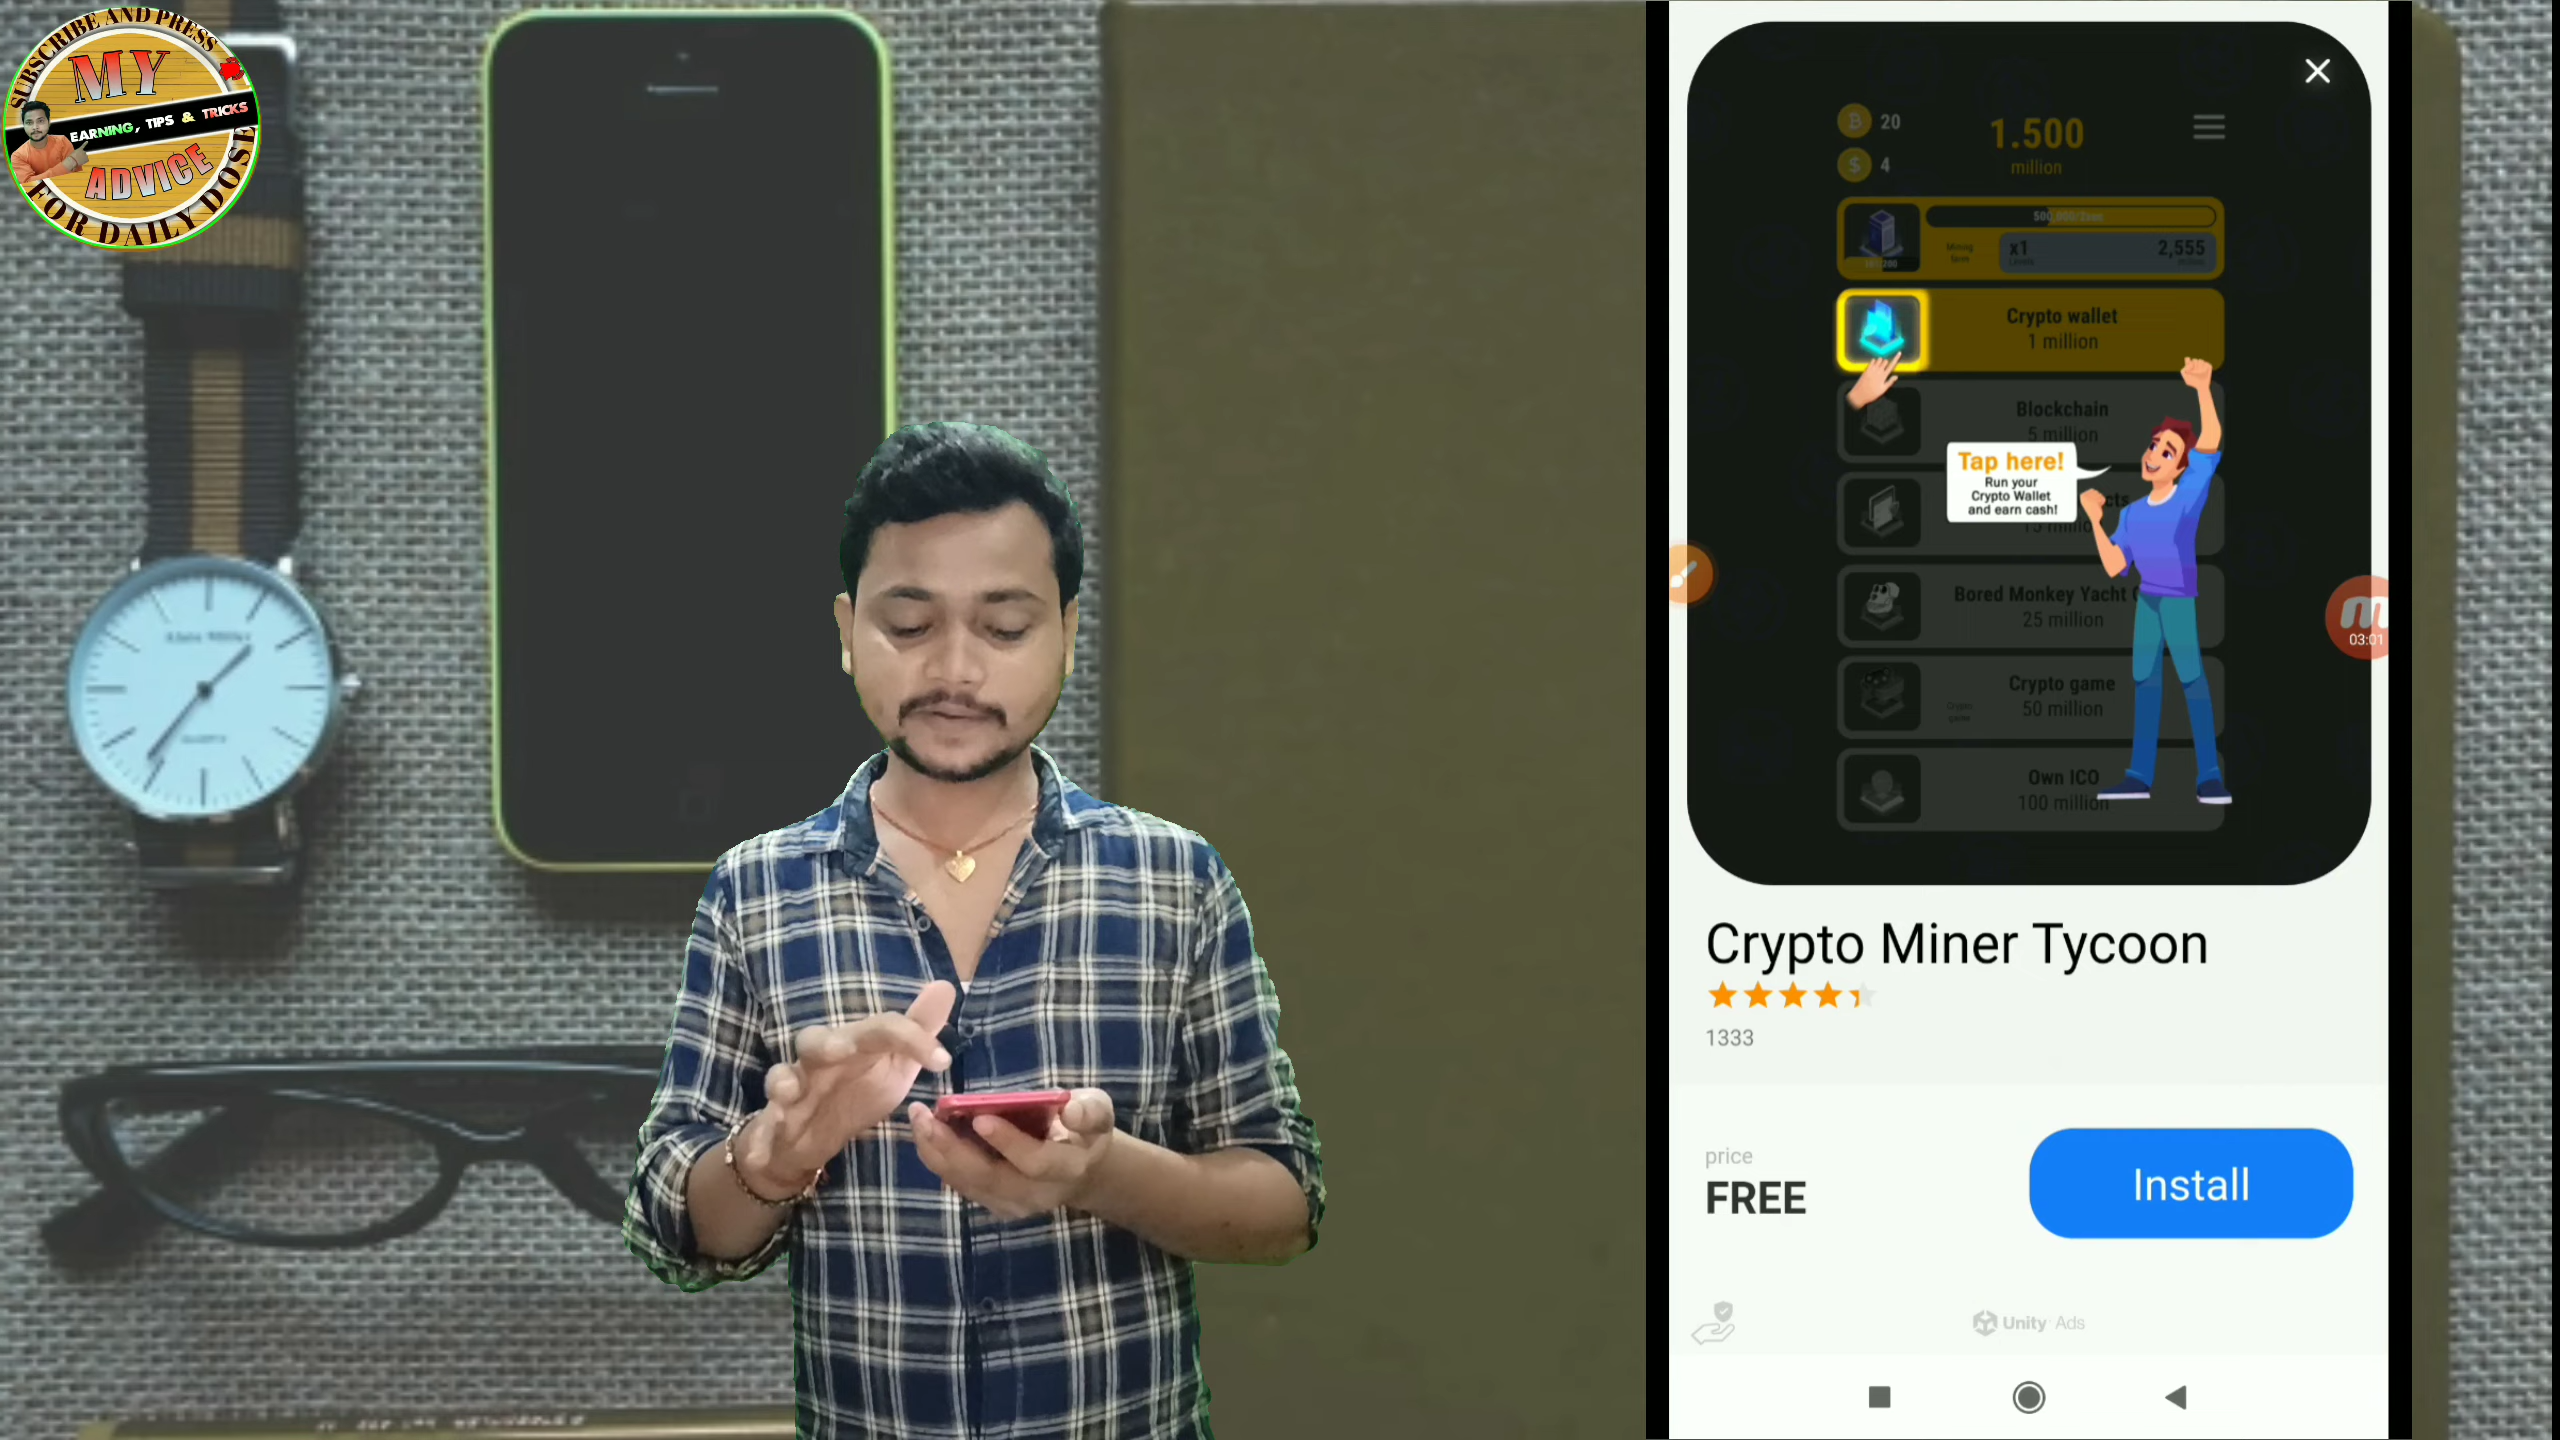 SUBSCRIBE AND PRESS
MY
EARNING, TIPS & TRICKS
ADVICE
FOR DAILY DOSE
QUARTZ
20
4
1.500
million
x1
2,555
Crypto wallet
1 million
Blockchain
5 million
Tap here!
Run your
Crypto Wallet
and earn cash!
Bored Monkey Yacht
25 million
Crypto game
50 million
Crypto
game
Own ICO
100 million
03:01
Crypto Miner Tycoon
1333
price
FREE
Install
Unity Ads